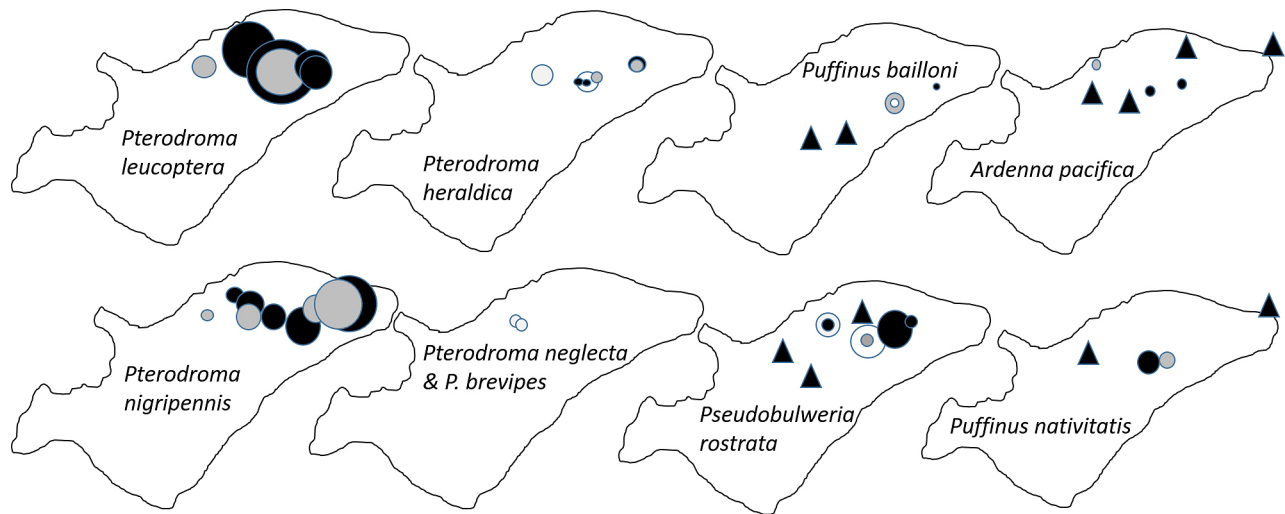 Pterodroma
leucoptera
Pterodroma
heraldica
Puffinus bailloni
Ardenna pacifica
Pterodroma
nigripennis
Pterodroma neglecta
& P. brevipes
Pseudobulweria
rostrata
Puffinus nativitatis